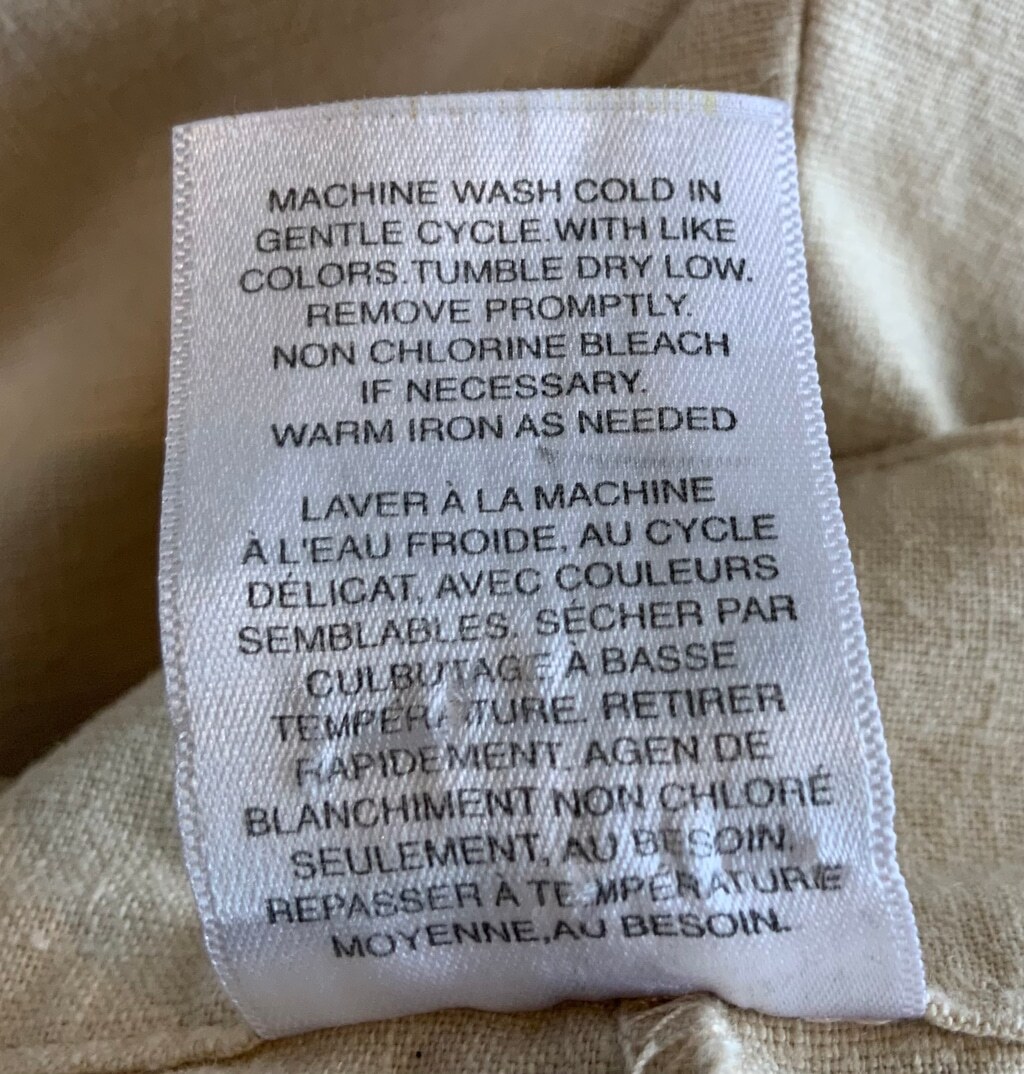 MACHINE WASH COLD IN
GENTLE CYCLE.WITH LIKE
COLORS.TUMBLE DRY LOW.
REMOVE PROMPTLY.
NON CHLORINE BLEACH
IF NECESSARY.
WARM IRON AS NEEDED
LAVER À LA MACHINE
À L'EAU FROIDE, AU CYCLE
DÉLICAT, AVEC COULEURS
SEMBLABLES. SÉCHER PAR
CULBUTAGE À BASSE
TEMPÉRATURE. RETIRER
RAPIDEMENT. AGEN DE
BLANCHIMENT NON CHLORÉ
SEULEMENT, AU BESOIN.
REPASSER À TEMPÉRATURE
MOYENNE,AU BESOIN.